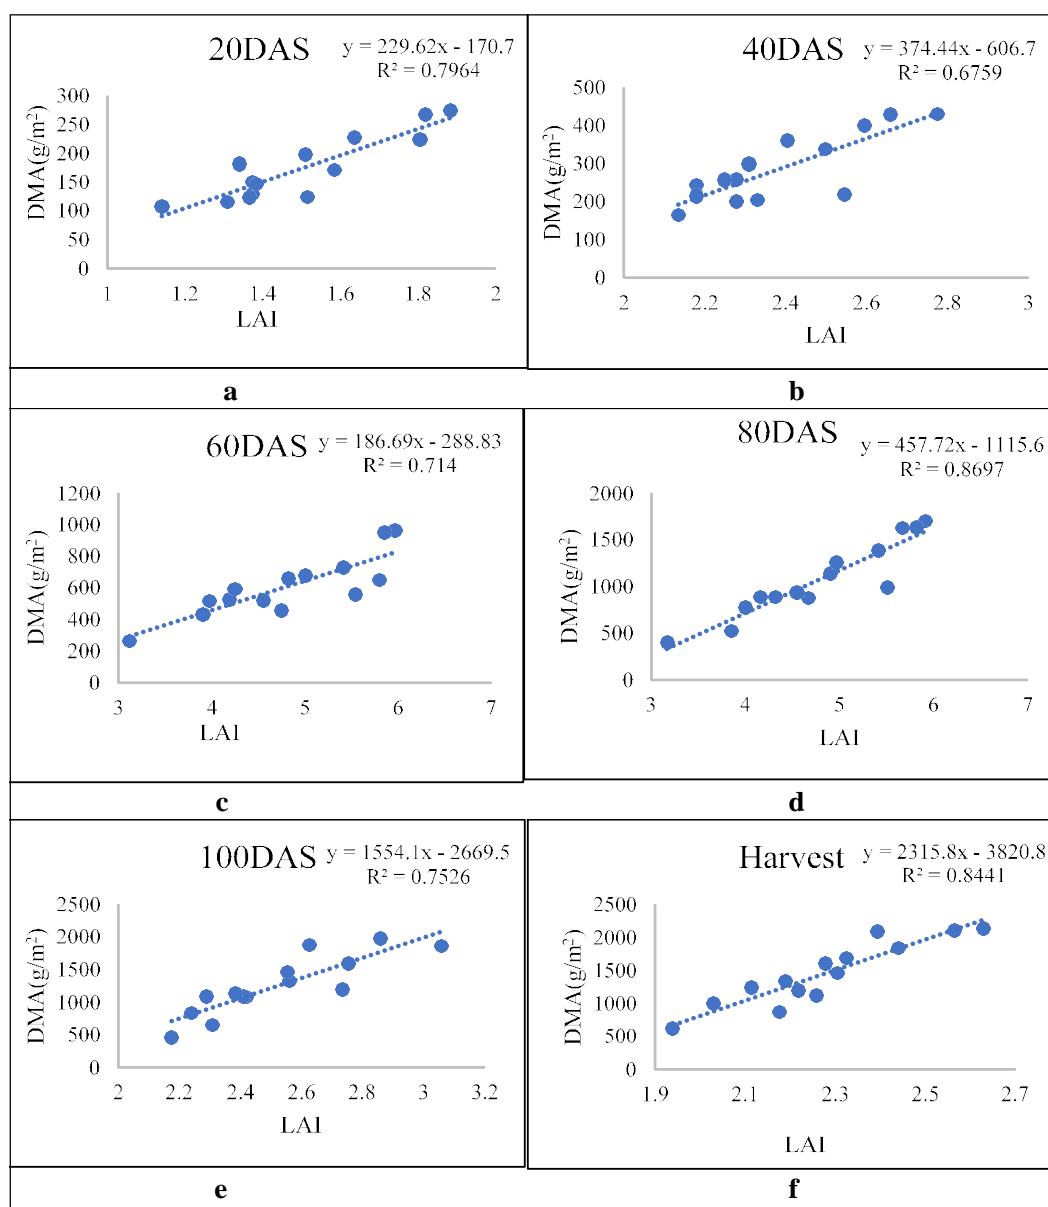 20DAS
y = 229.62x - 170.7
R² = 0.7964
DMA(g/m²)
300
250
200
150
100
50
0
1 1.2 1.4 1.6 1.8 2
LAI
a
40DAS
y = 374.44x - 606.7
R² = 0.6759
DMA(g/m²)
500
400
300
200
100
0
2 2.2 2.4 2.6 2.8 3
LAI
b
60DAS
y = 186.69x - 288.83
R² = 0.714
DMA(g/m²)
1200
1000
800
600
400
200
0
3 4 5 6 7
LAI
c
80DAS
y = 457.72x - 1115.6
R² = 0.8697
DMA(g/m²)
2000
1500
1000
500
0
3 4 5 6 7
LAI
d
100DAS
y = 1554.1x - 2669.5
R² = 0.7526
DMA(g/m²)
2500
2000
1500
1000
500
0
2 2.2 2.4 2.6 2.8 3 3.2
LAI
e
Harvest
y = 2315.8x - 3820.8
R² = 0.8441
DMA(g/m²)
2500
2000
1500
1000
500
0
1.9 2.1 2.3 2.5 2.7
LAI
f